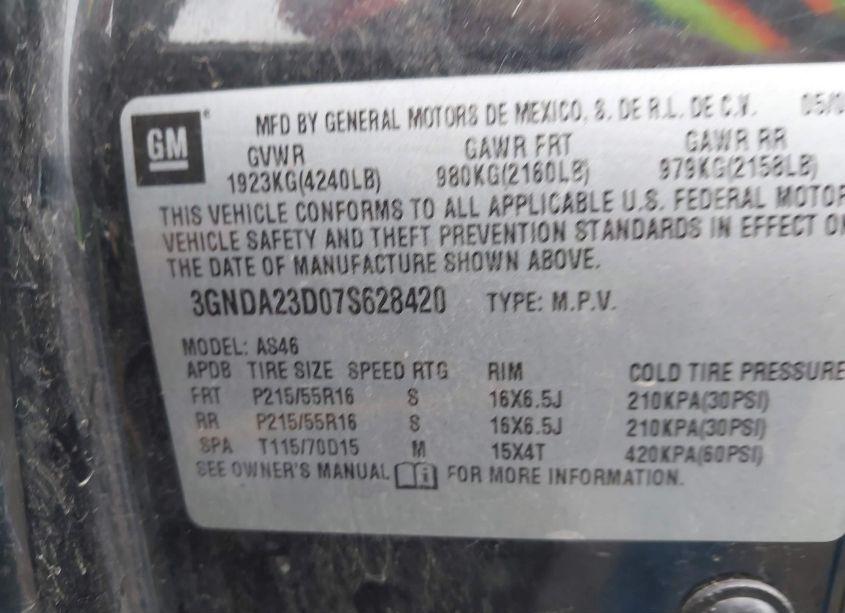 GM
MFD BY GENERAL MOTORS DE MEXICO, S. DE R.L. DE C.V. 05/0
GVWR GAWR FRT GAWR RR
1923KG(4240LB) 980KG(2160LB) 979KG(2158LB)
THIS VEHICLE CONFORMS TO ALL APPLICABLE U.S. FEDERAL MOTOR
VEHICLE SAFETY AND THEFT PREVENTION STANDARDS IN EFFECT ON
THE DATE OF MANUFACTURE SHOWN ABOVE.
3GNDA23D07S628420 TYPE: M.P.V.
MODEL: AS46
APDB TIRE SIZE SPEED RTG RIM COLD TIRE PRESSURE
FRT P215/55R16 S 16X6.5J 210KPA(30PSI)
RR P215/55R16 S 16X6.5J 210KPA(30PSI)
SPA T115/70D15 M 15X4T 420KPA(60PSI)
SEE OWNER'S MANUAL FOR MORE INFORMATION.